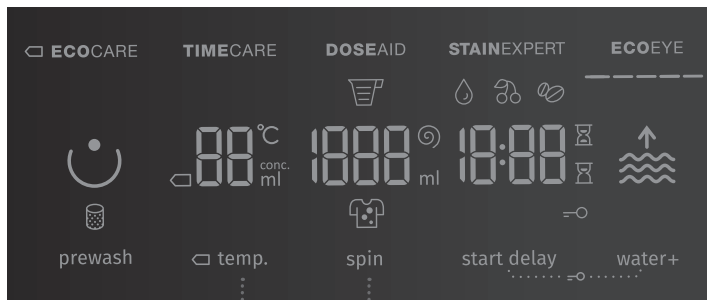 ECOCARE TIMECARE DOSEAID STAINEXPERT ECOEYE
88 °C conc. ml 1888 ml 18:88
prewash temp. spin start delay water+